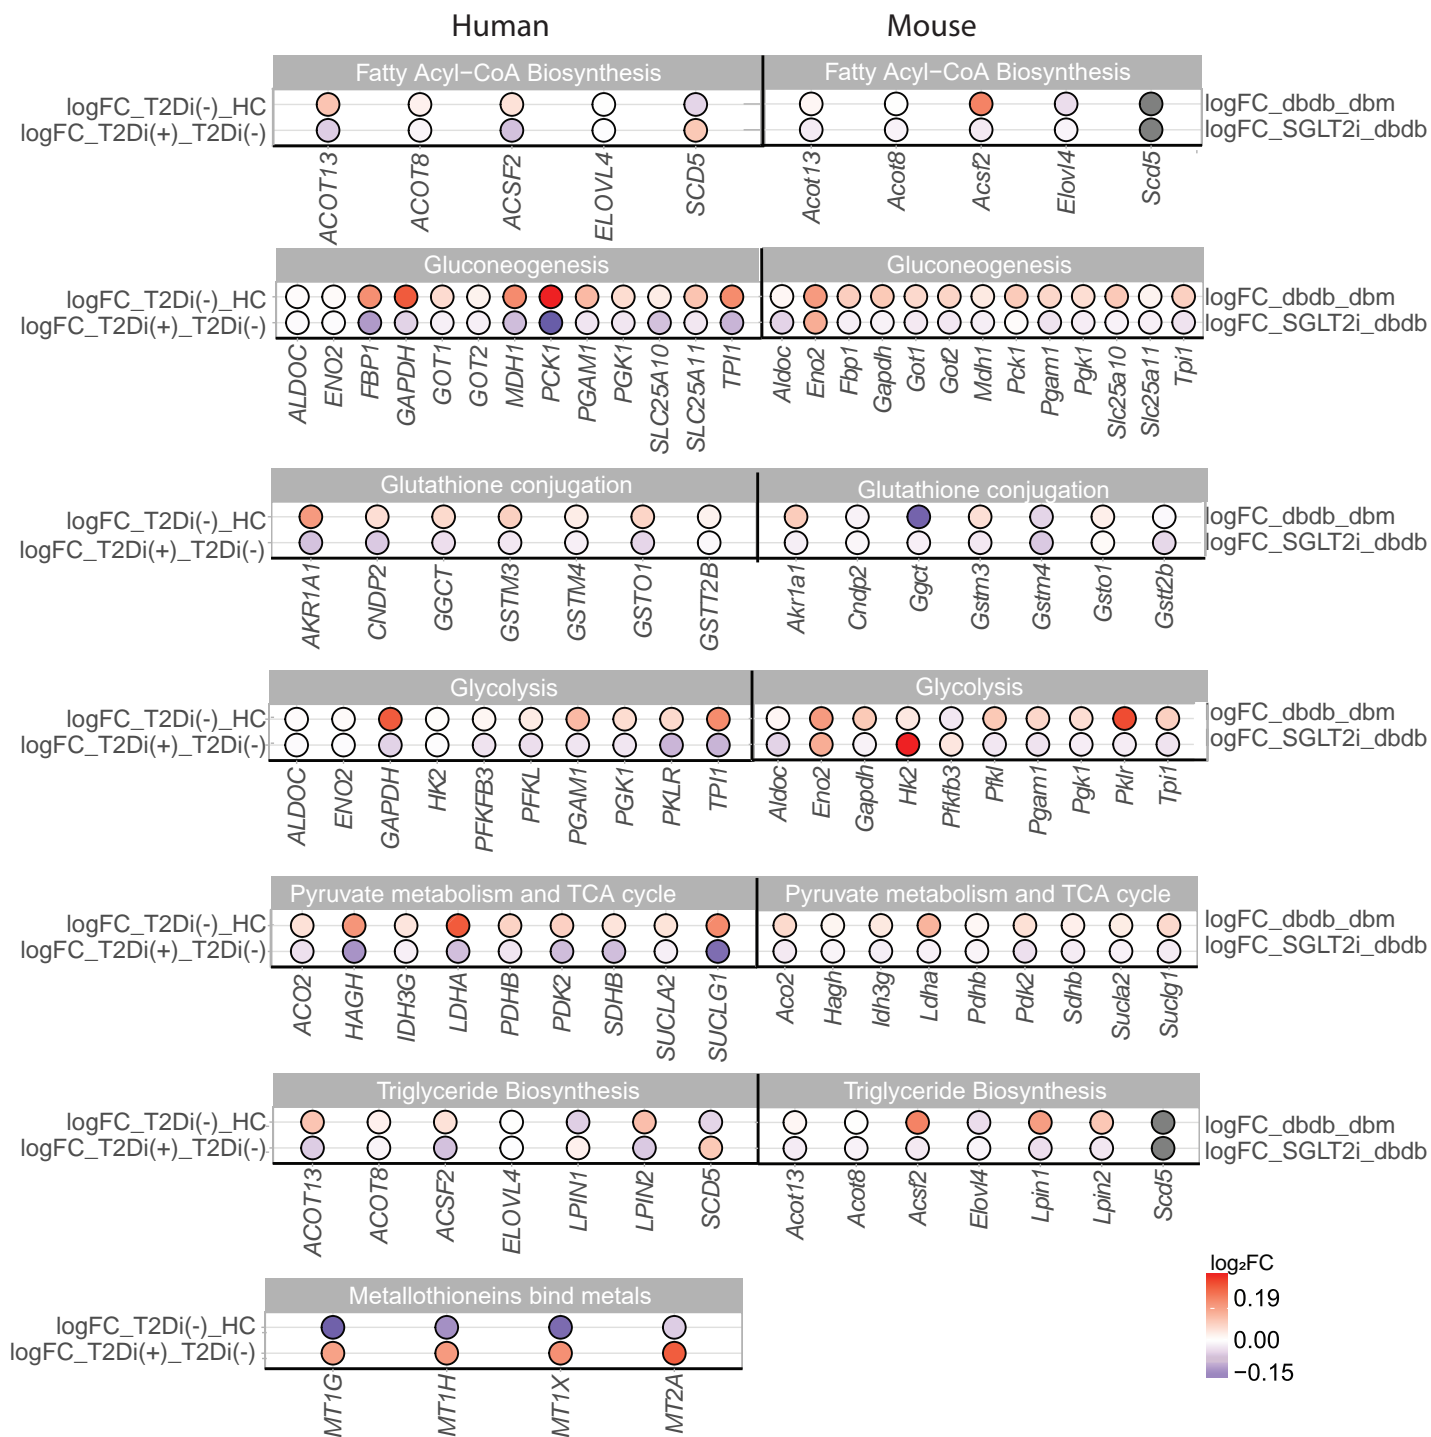 Human Mouse
Fatty Acyl−CoA Biosynthesis Fatty Acyl−CoA Biosynthesis
logFC_T2Di(-)_HC logFC_dbdb_dbm
logFC_T2Di(+)_T2Di(-) logFC_SGLT2i_dbdb
ACOT13 ACOT8 ACSF2 ELOVL4 SCD5 Acot13 Acot8 Acsf2 Elovl4 Scd5
Gluconeogenesis Gluconeogenesis
logFC_T2Di(-)_HC logFC_dbdb_dbm
logFC_T2Di(+)_T2Di(-) logFC_SGLT2i_dbdb
ALDOC ENO2 FBP1 GAPDH GOT1 GOT2 MDH1 PCK1 PGAM1 PGK1 SLC25A10 SLC25A11 TPI1 Aldoc Eno2 Fbp1 Gapdh Got1 Got2 Mdh1 Pck1 Pgam1 Pgk1 Slc25a10 Slc25a11 Tpi1
Glutathione conjugation Glutathione conjugation
logFC_T2Di(-)_HC logFC_dbdb_dbm
logFC_T2Di(+)_T2Di(-) logFC_SGLT2i_dbdb
AKR1A1 CNDP2 GGCT GSTM3 GSTM4 GSTO1 GSTT2B Akr1a1 Cndp2 Ggct Gstm3 Gstm4 Gsto1 Gstt2b
Glycolysis Glycolysis
logFC_T2Di(-)_HC logFC_dbdb_dbm
logFC_T2Di(+)_T2Di(-) logFC_SGLT2i_dbdb
ALDOC ENO2 GAPDH HK2 PFKFB3 PFKL PGAM1 PGK1 PKLR TPI1 Aldoc Eno2 Gapdh Hk2 Pfkfb3 Pfkl Pgam1 Pgk1 Pklr Tpi1
Pyruvate metabolism and TCA cycle Pyruvate metabolism and TCA cycle
logFC_T2Di(-)_HC logFC_dbdb_dbm
logFC_T2Di(+)_T2Di(-) logFC_SGLT2i_dbdb
ACO2 HAGH IDH3G LDHA PDHB PDK2 SDHB SUCLA2 SUCLG1 Aco2 Hagh Idh3g Ldha Pdhb Pdk2 Sdhb Sucla2 Suclg1
Triglyceride Biosynthesis Triglyceride Biosynthesis
logFC_T2Di(-)_HC logFC_dbdb_dbm
logFC_T2Di(+)_T2Di(-) logFC_SGLT2i_dbdb
ACOT13 ACOT8 ACSF2 ELOVL4 LPIN1 LPIN2 SCD5 Acot13 Acot8 Acsf2 Elovl4 Lpin1 Lpin2 Scd5
Metallothioneins bind metals
logFC_T2Di(-)_HC
logFC_T2Di(+)_T2Di(-)
MT1G MT1H MT1X MT2A
log₂FC
0.19
0.00
−0.15